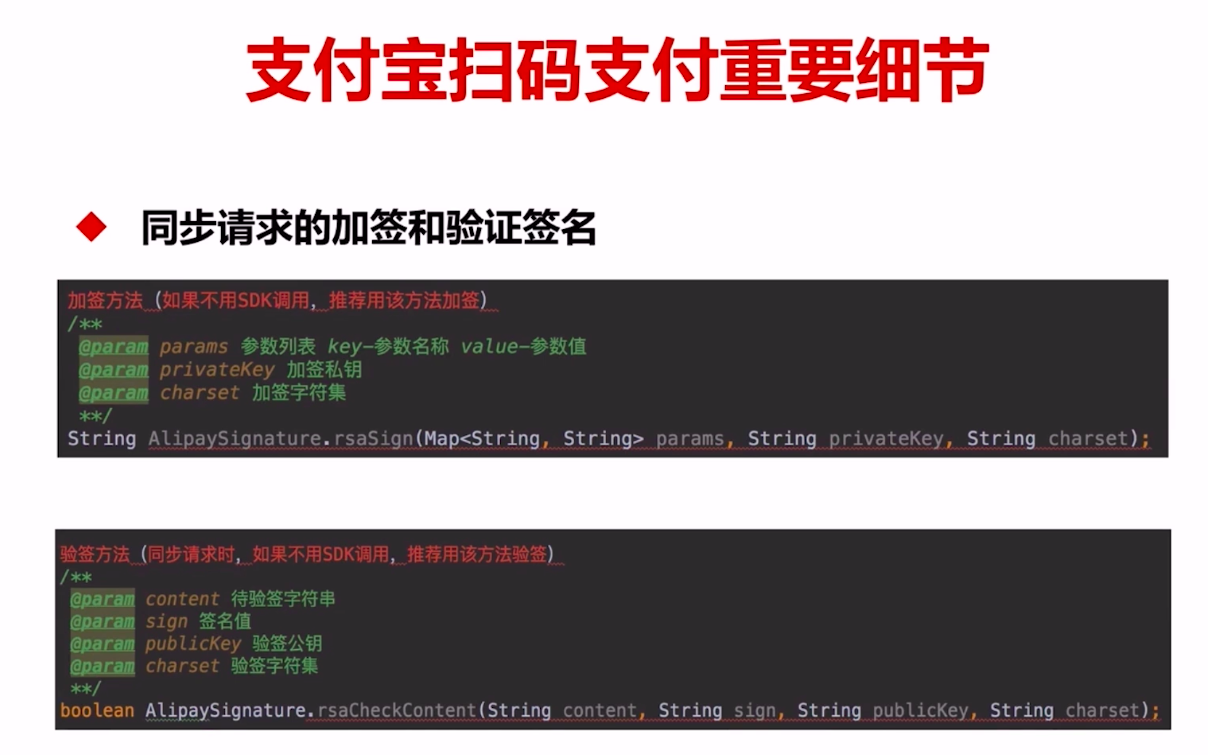 支付宝扫码支付重要细节
同步请求的加签和验证签名
加签方法（如果不用SDK调用，推荐用该方法加签）
/**
@param params 参数列表 key-参数名称 value-参数值
@param privateKey 加签私钥
@param charset 加签字符集
**/
String AlipaySignature.rsaSign(Map<String, String> params, String privateKey, String charset);
验签方法（同步请求时，如果不用SDK调用，推荐用该方法验签）
/**
@param content 待验签字符串
@param sign 签名值
@param publicKey 验签公钥
@param charset 验签字符集
**/
boolean AlipaySignature.rsaCheckContent(String content, String sign, String publicKey, String charset);